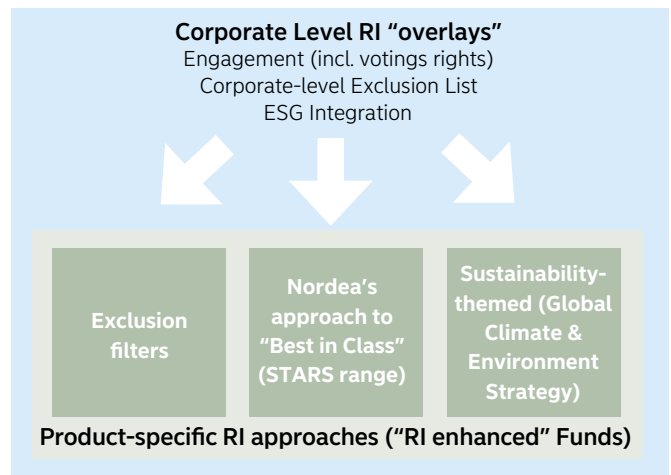 Corporate Level RI “overlays”
Engagement (incl. votings rights)
Corporate-level Exclusion List
ESG Integration
Exclusion
filters
Nordea’s
approach to
“Best in Class”
(STARS range)
Sustainability-
themed (Global
Climate &
Environment
Strategy)
Product-specific RI approaches (“RI enhanced” Funds)